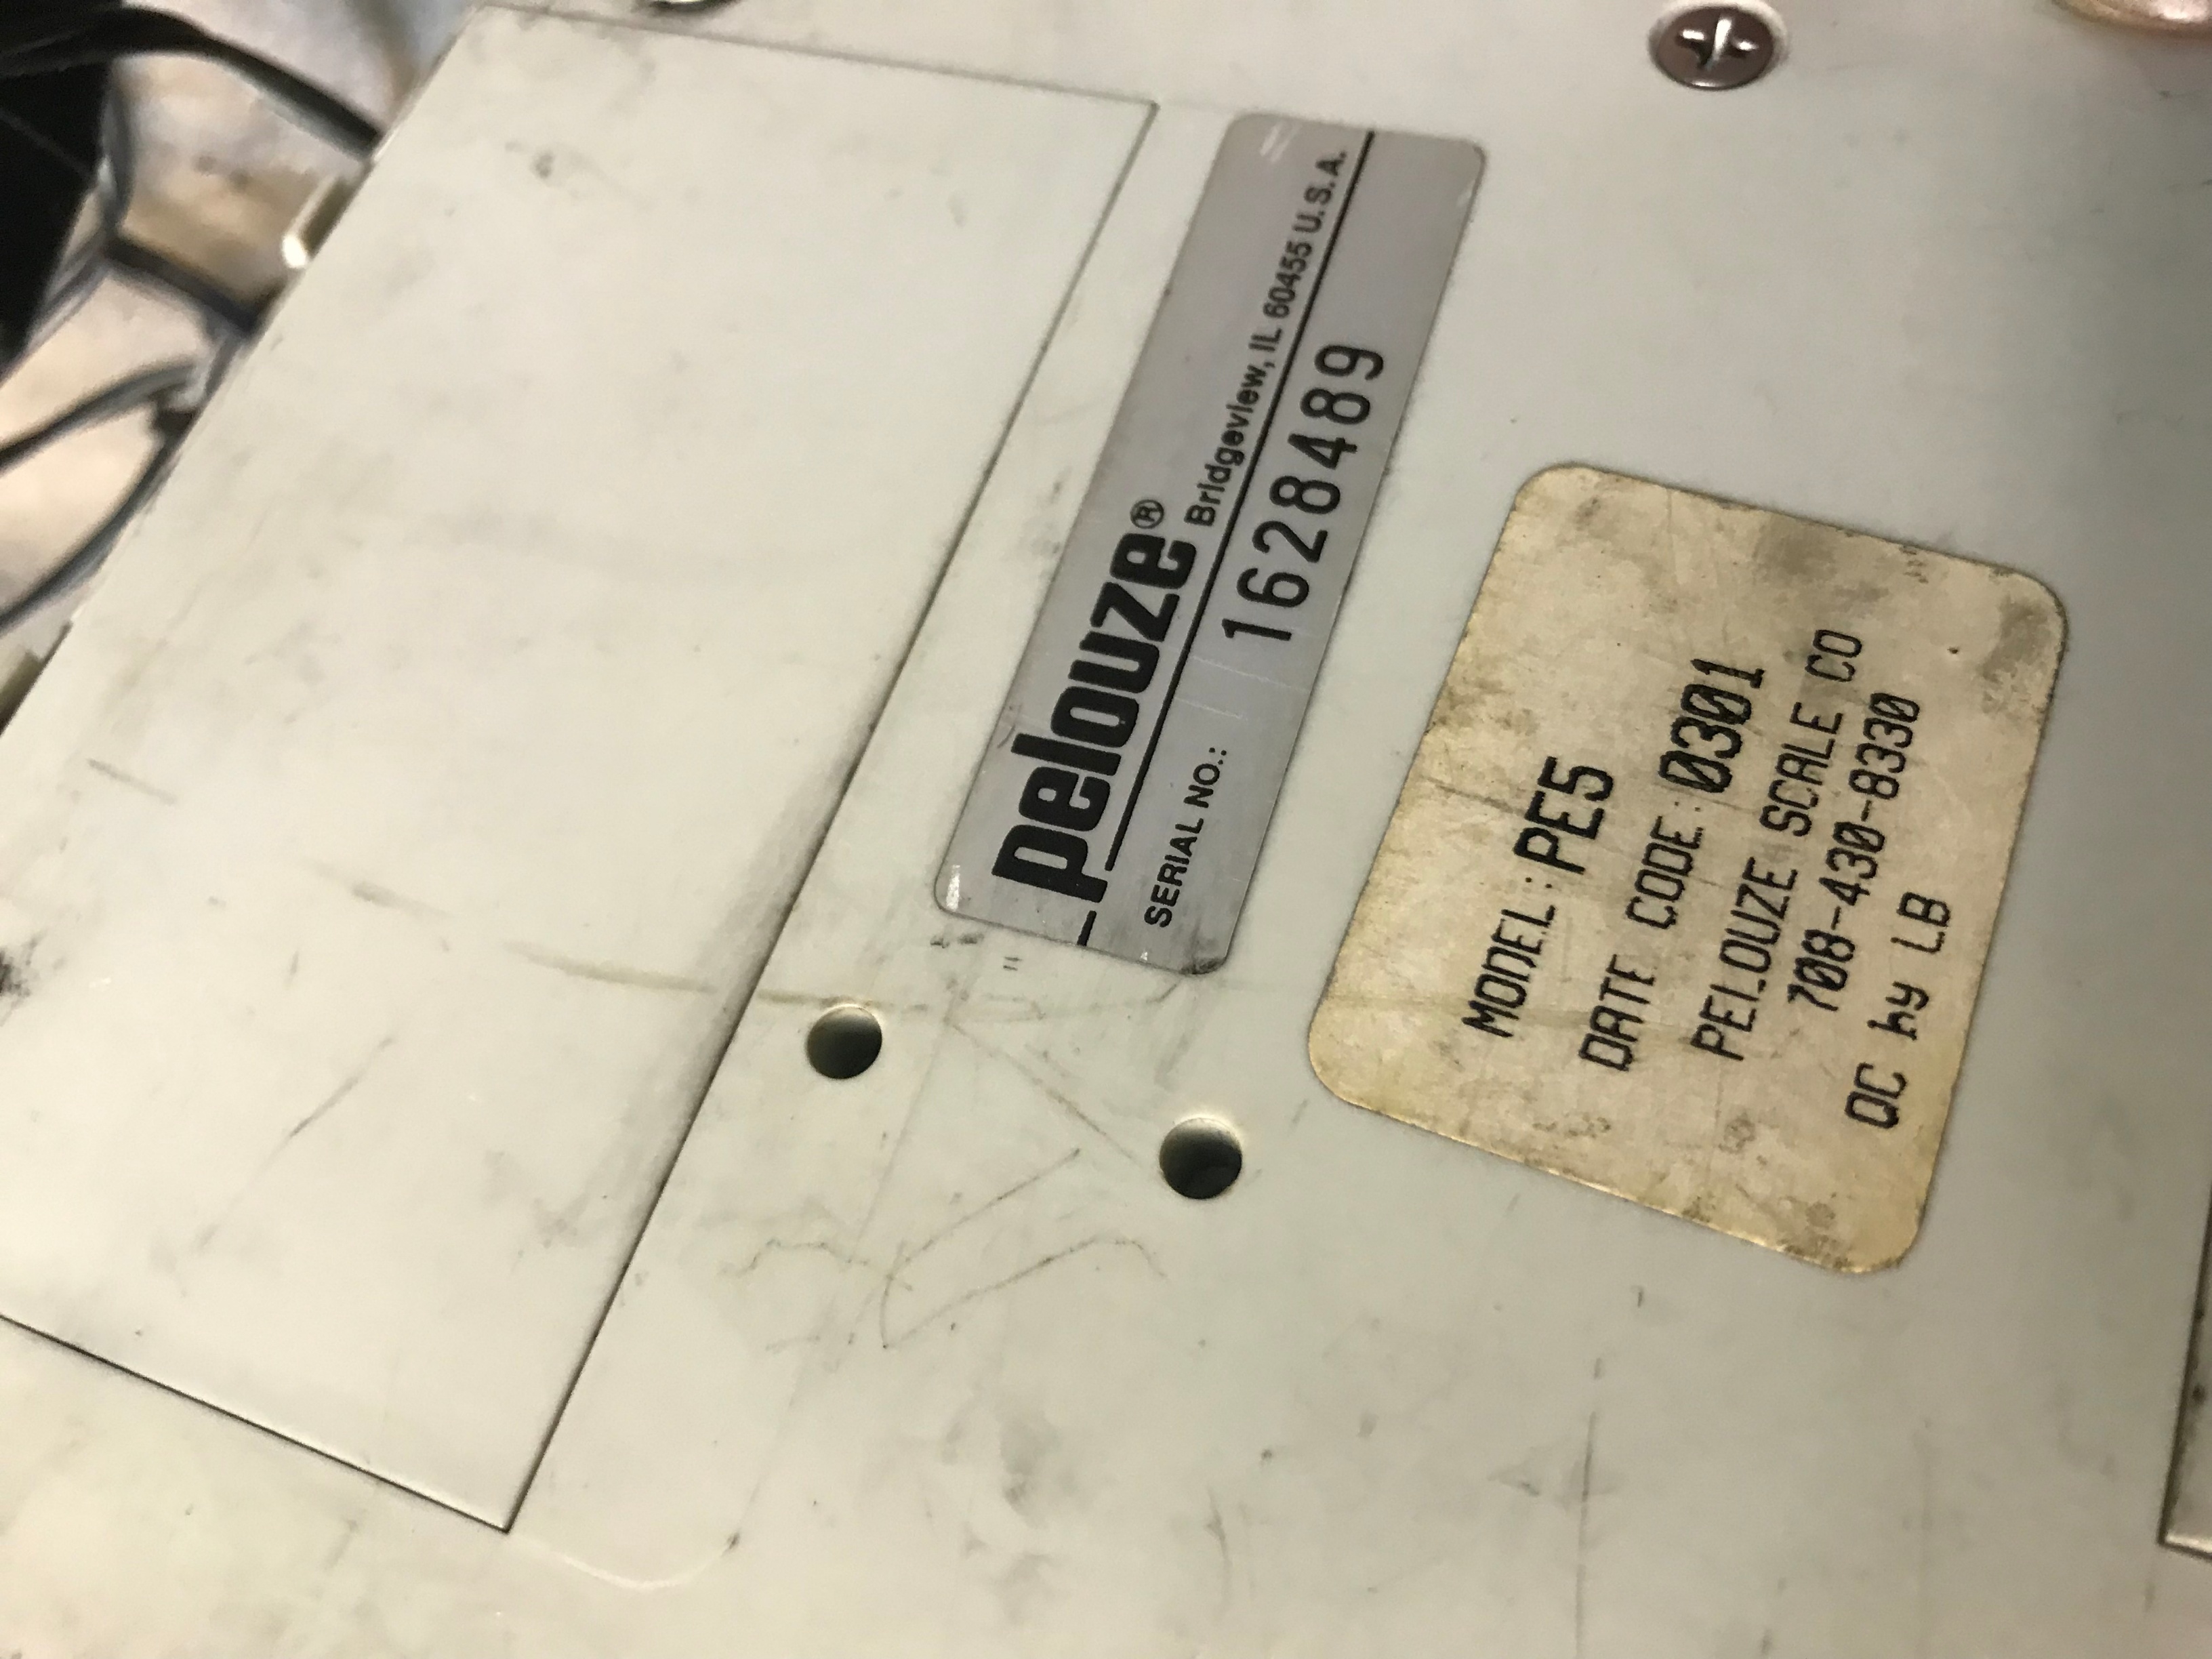 pelouze® Bridgeview, IL 60455 U.S.A.
SERIAL NO.: 1628489
MODEL: PE5
DATE CODE: 0301
PELOUZE SCALE CO
708-430-8330
QC by LB